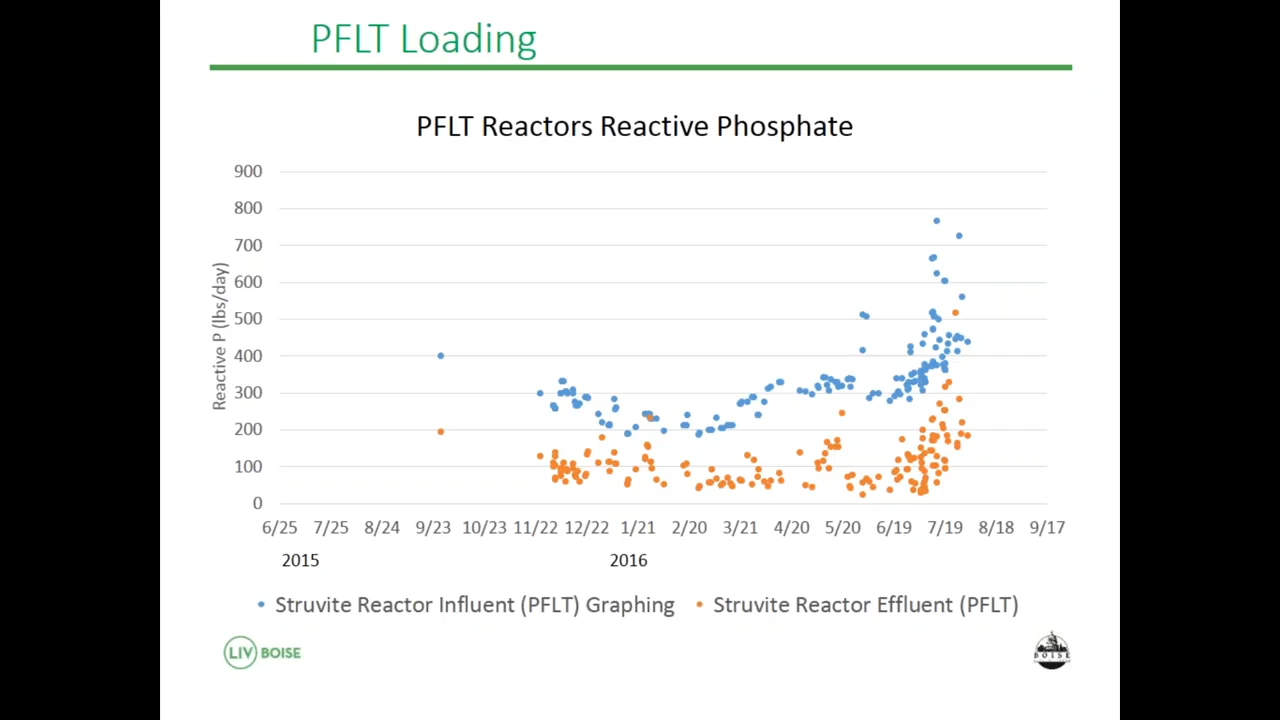 PFLT Loading
PFLT Reactors Reactive Phosphate
Reactive P (lbs/day)
900
800
700
600
500
400
300
200
100
0
6/25 7/25 8/24 9/23 10/23 11/22 12/22 1/21 2/20 3/21 4/20 5/20 6/19 7/19 8/18 9/17
2015 2016
Struvite Reactor Influent (PFLT) Graphing Struvite Reactor Effluent (PFLT)
LIV BOISE
BOISE